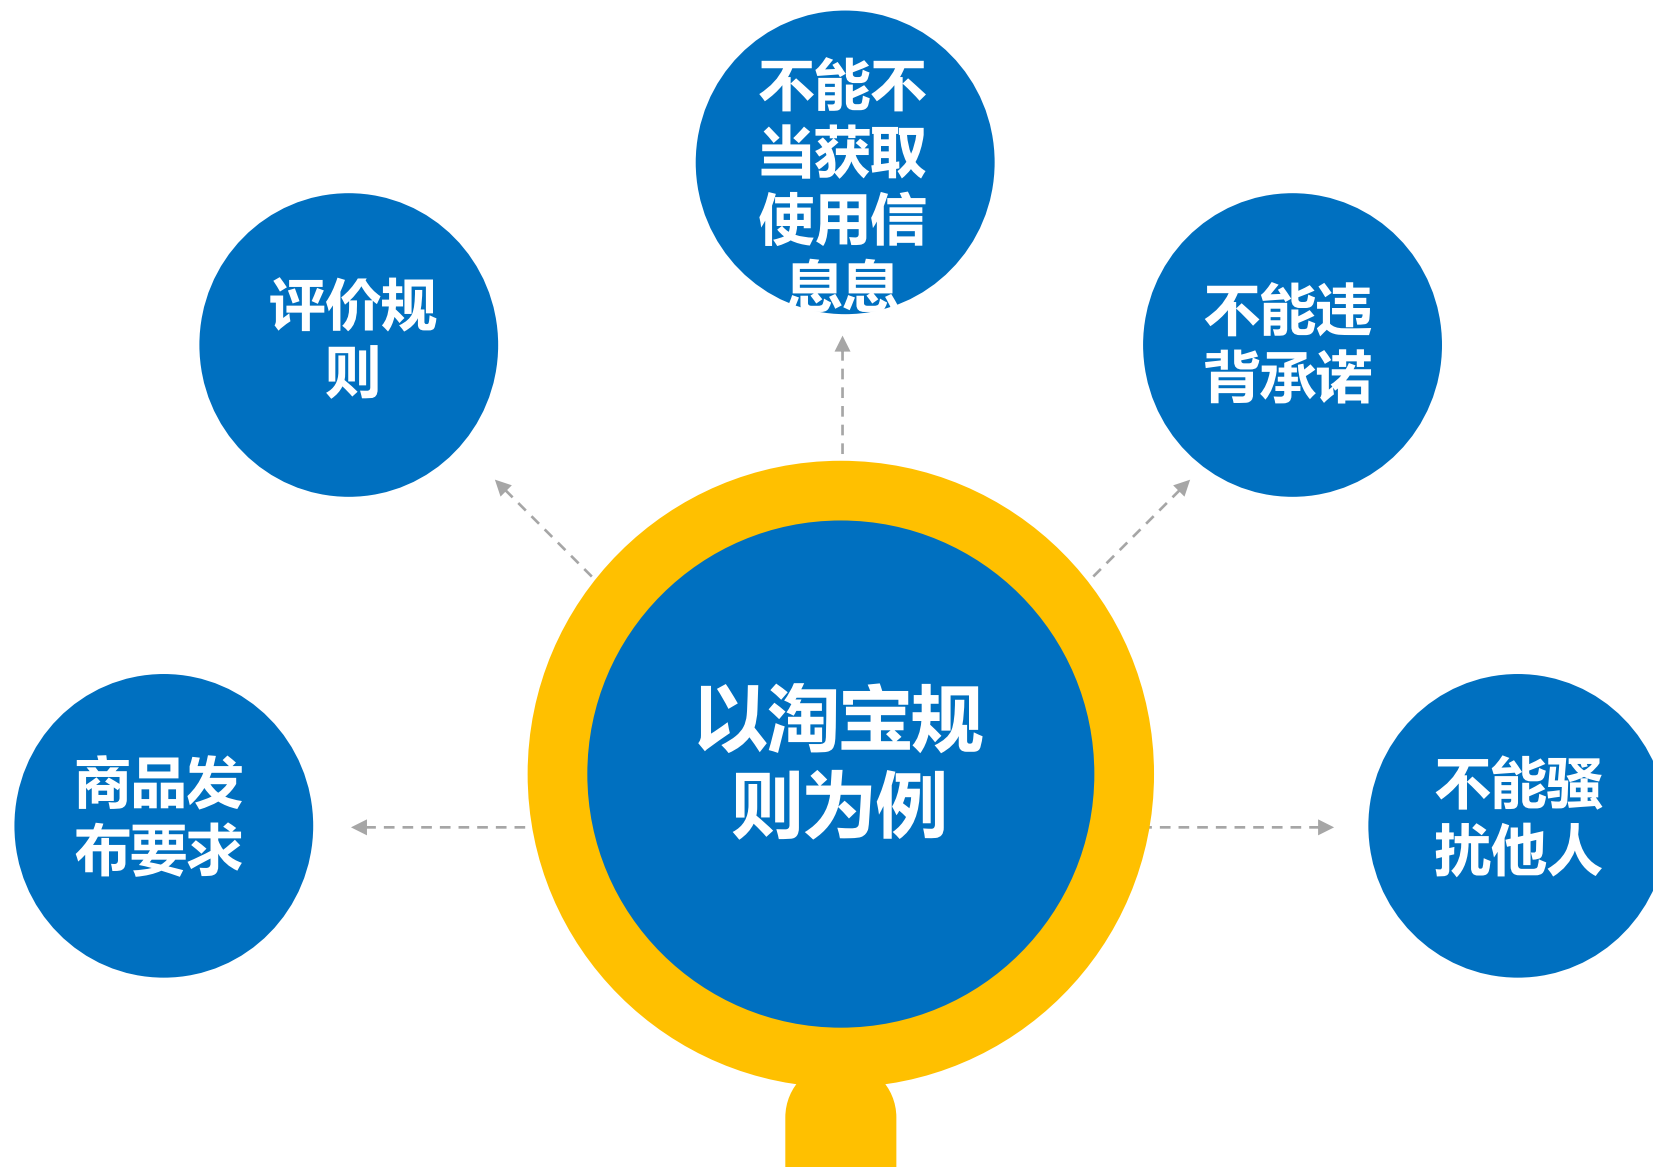 不能不
当获取
使用信
息息
评价规
则
不能违
背承诺
以淘宝规
则为例
商品发
布要求
不能骚
扰他人